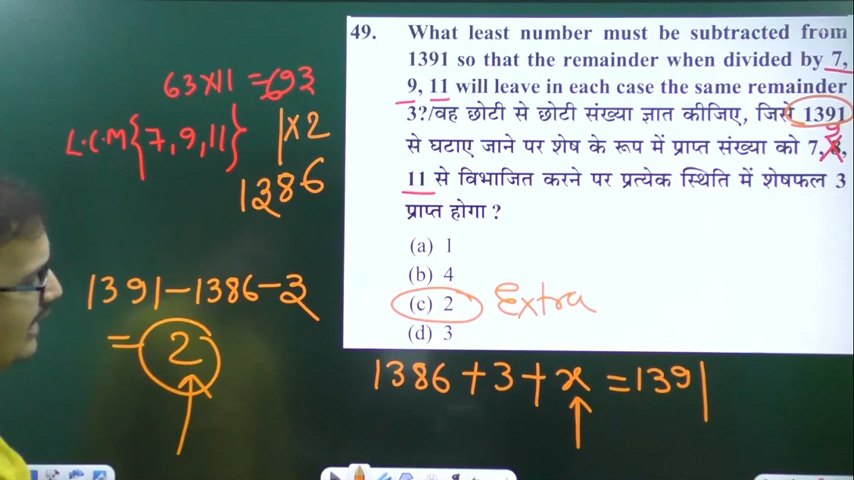 49. What least number must be subtracted from
1391 so that the remainder when divided by 7,
9, 11 will leave in each case the same remainder
3?/वह छोटी से छोटी संख्या ज्ञात कीजिए, जिसे 1391
से घटाए जाने पर शेष के रूप में प्राप्त संख्या को 7, 8, 9
11 से विभाजित करने पर प्रत्येक स्थिति में शेषफल 3
प्राप्त होगा ?
(a) 1
(b) 4
(c) 2 Extra
(d) 3
63×11 = 693
L.C.M{7,9,11} |×2
1386
1391-1386-3
= 2
1386+3+x=1391